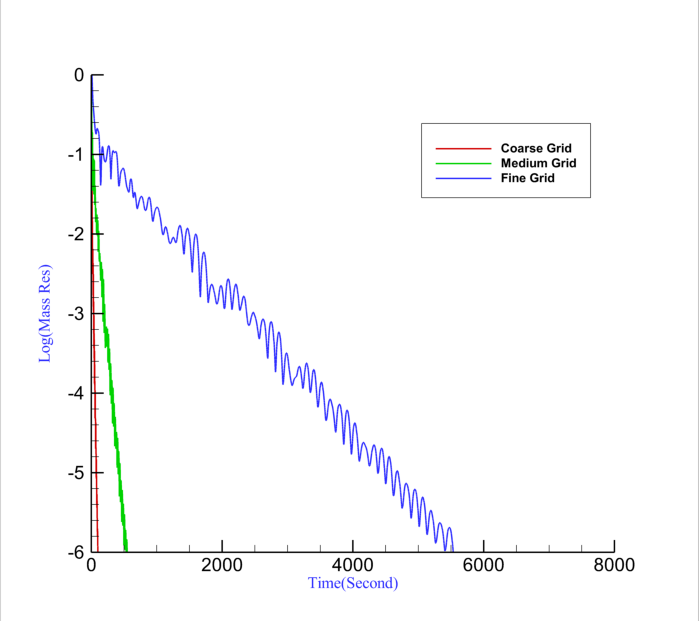 0
-1
-2
-3
-4
-5
-6
Log(Mass Res)
Coarse Grid
Medium Grid
Fine Grid
0 2000 4000 6000 8000
Time(Second)